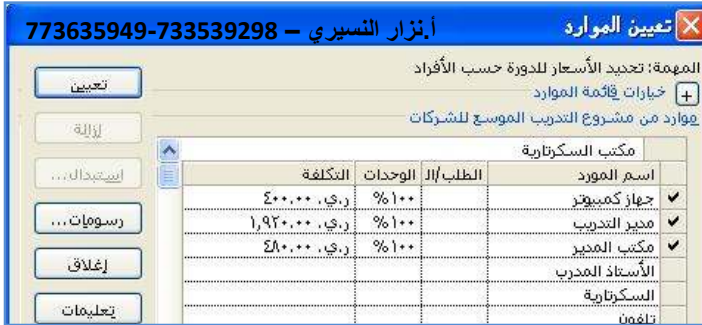 تعيين الموارد
أ.نزار النسيري – 733539298-773635949
المهمة: تحديد الأسعار للدورة حسب الأفراد
خيارات قائمة الموارد
موارد من مشروع التدريب الموسع للشركات
مكتب السكرتارية
اسم المورد الطلب/ال الوحدات التكلفة
جهاز كمبيوتر %١٠٠ ر.ي. ٤٠٠,٠٠
مدير التدريب %١٠٠ ر.ي. ١,٩٢٠,٠٠
مكتب المدير %١٠٠ ر.ي. ٤٨٠,٠٠
الأستاذ المدرب
السكرتارية
تلفون
تعيين
إزالة
استبدال...
رسومات...
إغلاق
تعليمات